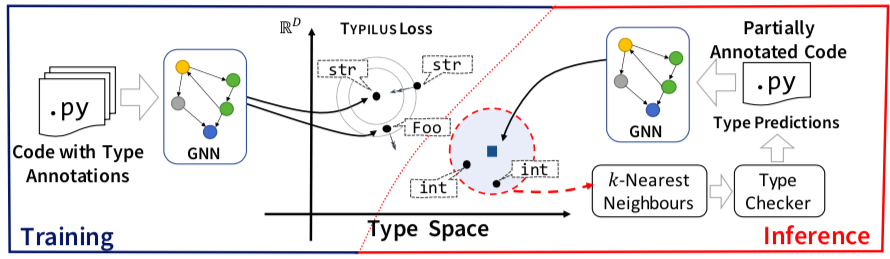 .py
Code with Type
Annotations
GNN
ℝᴰ
TYPILUS LOSS
str
str
Foo
int
int
Type Space
Training
Partially
Annotated Code
.py
GNN
Type Predictions
k-Nearest
Neighbours
Type
Checker
Inference